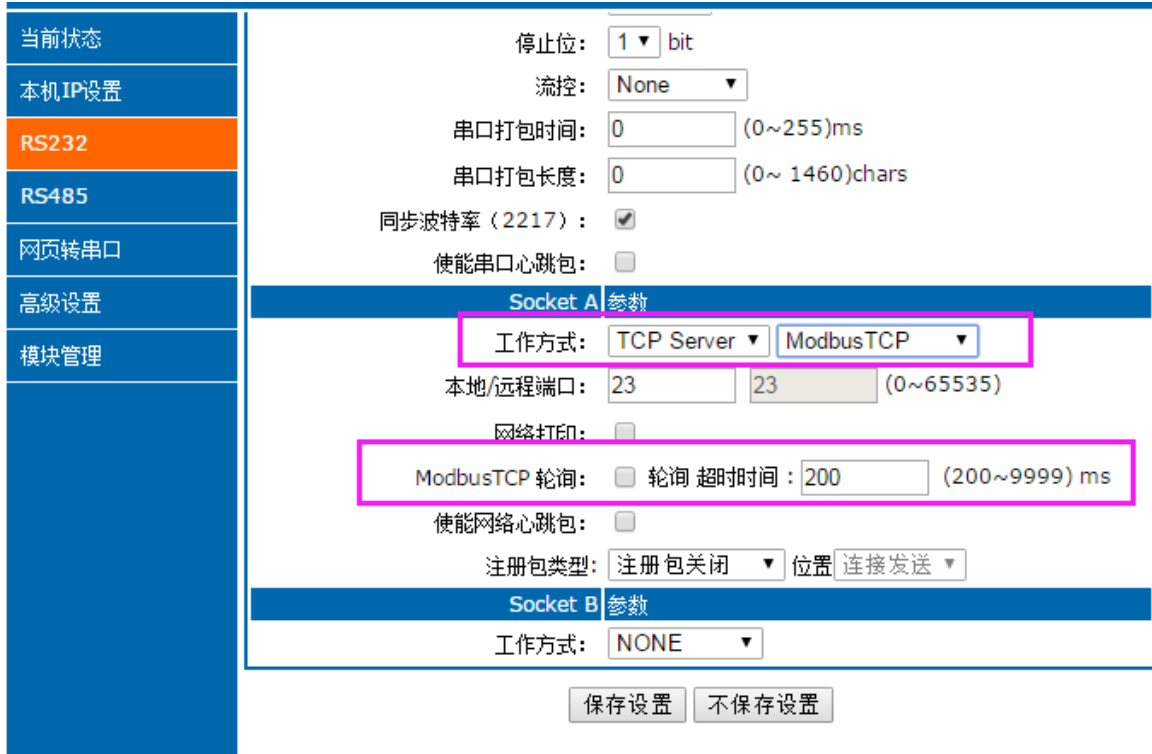 当前状态
本机IP设置
RS232
RS485
网页转串口
高级设置
模块管理
停止位: 1 bit
流控: None
串口打包时间: 0 (0~255)ms
串口打包长度: 0 (0~ 1460)chars
同步波特率（2217）:
使能串口心跳包:
Socket A 参数
工作方式: TCP Server ModbusTCP
本地/远程端口: 23 23 (0~65535)
网络打印:
ModbusTCP 轮询: 轮询 超时时间：200 (200~9999) ms
使能网络心跳包:
注册包类型: 注册包关闭 位置 连接发送
Socket B 参数
工作方式: NONE
保存设置 不保存设置